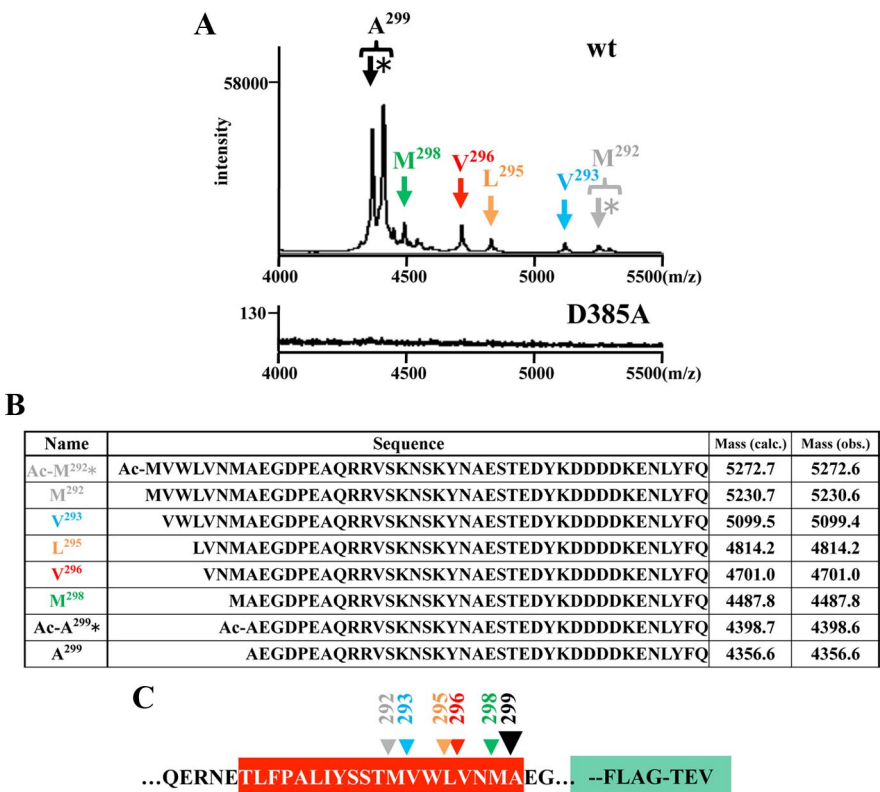 A
A²⁹⁹
*
wt
58000
intensity
M²⁹⁸
V²⁹⁶
L²⁹⁵
V²⁹³
M²⁹²
*
4000 4500 5000 5500(m/z)
130
D385A
4000 4500 5000 5500(m/z)
B
Name Sequence Mass (calc.) Mass (obs.)
Ac-M²⁹²* Ac-MVWLVNMAEGDPEAQRRVSKNSKYNAESTEDYKDDDDKENLYFQ 5272.7 5272.6
M²⁹² MVWLVNMAEGDPEAQRRVSKNSKYNAESTEDYKDDDDKENLYFQ 5230.7 5230.6
V²⁹³ VWLVNMAEGDPEAQRRVSKNSKYNAESTEDYKDDDDKENLYFQ 5099.5 5099.4
L²⁹⁵ LVNMAEGDPEAQRRVSKNSKYNAESTEDYKDDDDKENLYFQ 4814.2 4814.2
V²⁹⁶ VNMAEGDPEAQRRVSKNSKYNAESTEDYKDDDDKENLYFQ 4701.0 4701.0
M²⁹⁸ MAEGDPEAQRRVSKNSKYNAESTEDYKDDDDKENLYFQ 4487.8 4487.8
Ac-A²⁹⁹* Ac-AEGDPEAQRRVSKNSKYNAESTEDYKDDDDKENLYFQ 4398.7 4398.6
A²⁹⁹ AEGDPEAQRRVSKNSKYNAESTEDYKDDDDKENLYFQ 4356.6 4356.6
C
292 293 295 296 298 299
...QERNETLFPALIYSSTMVWLVNMAEG... --FLAG-TEV